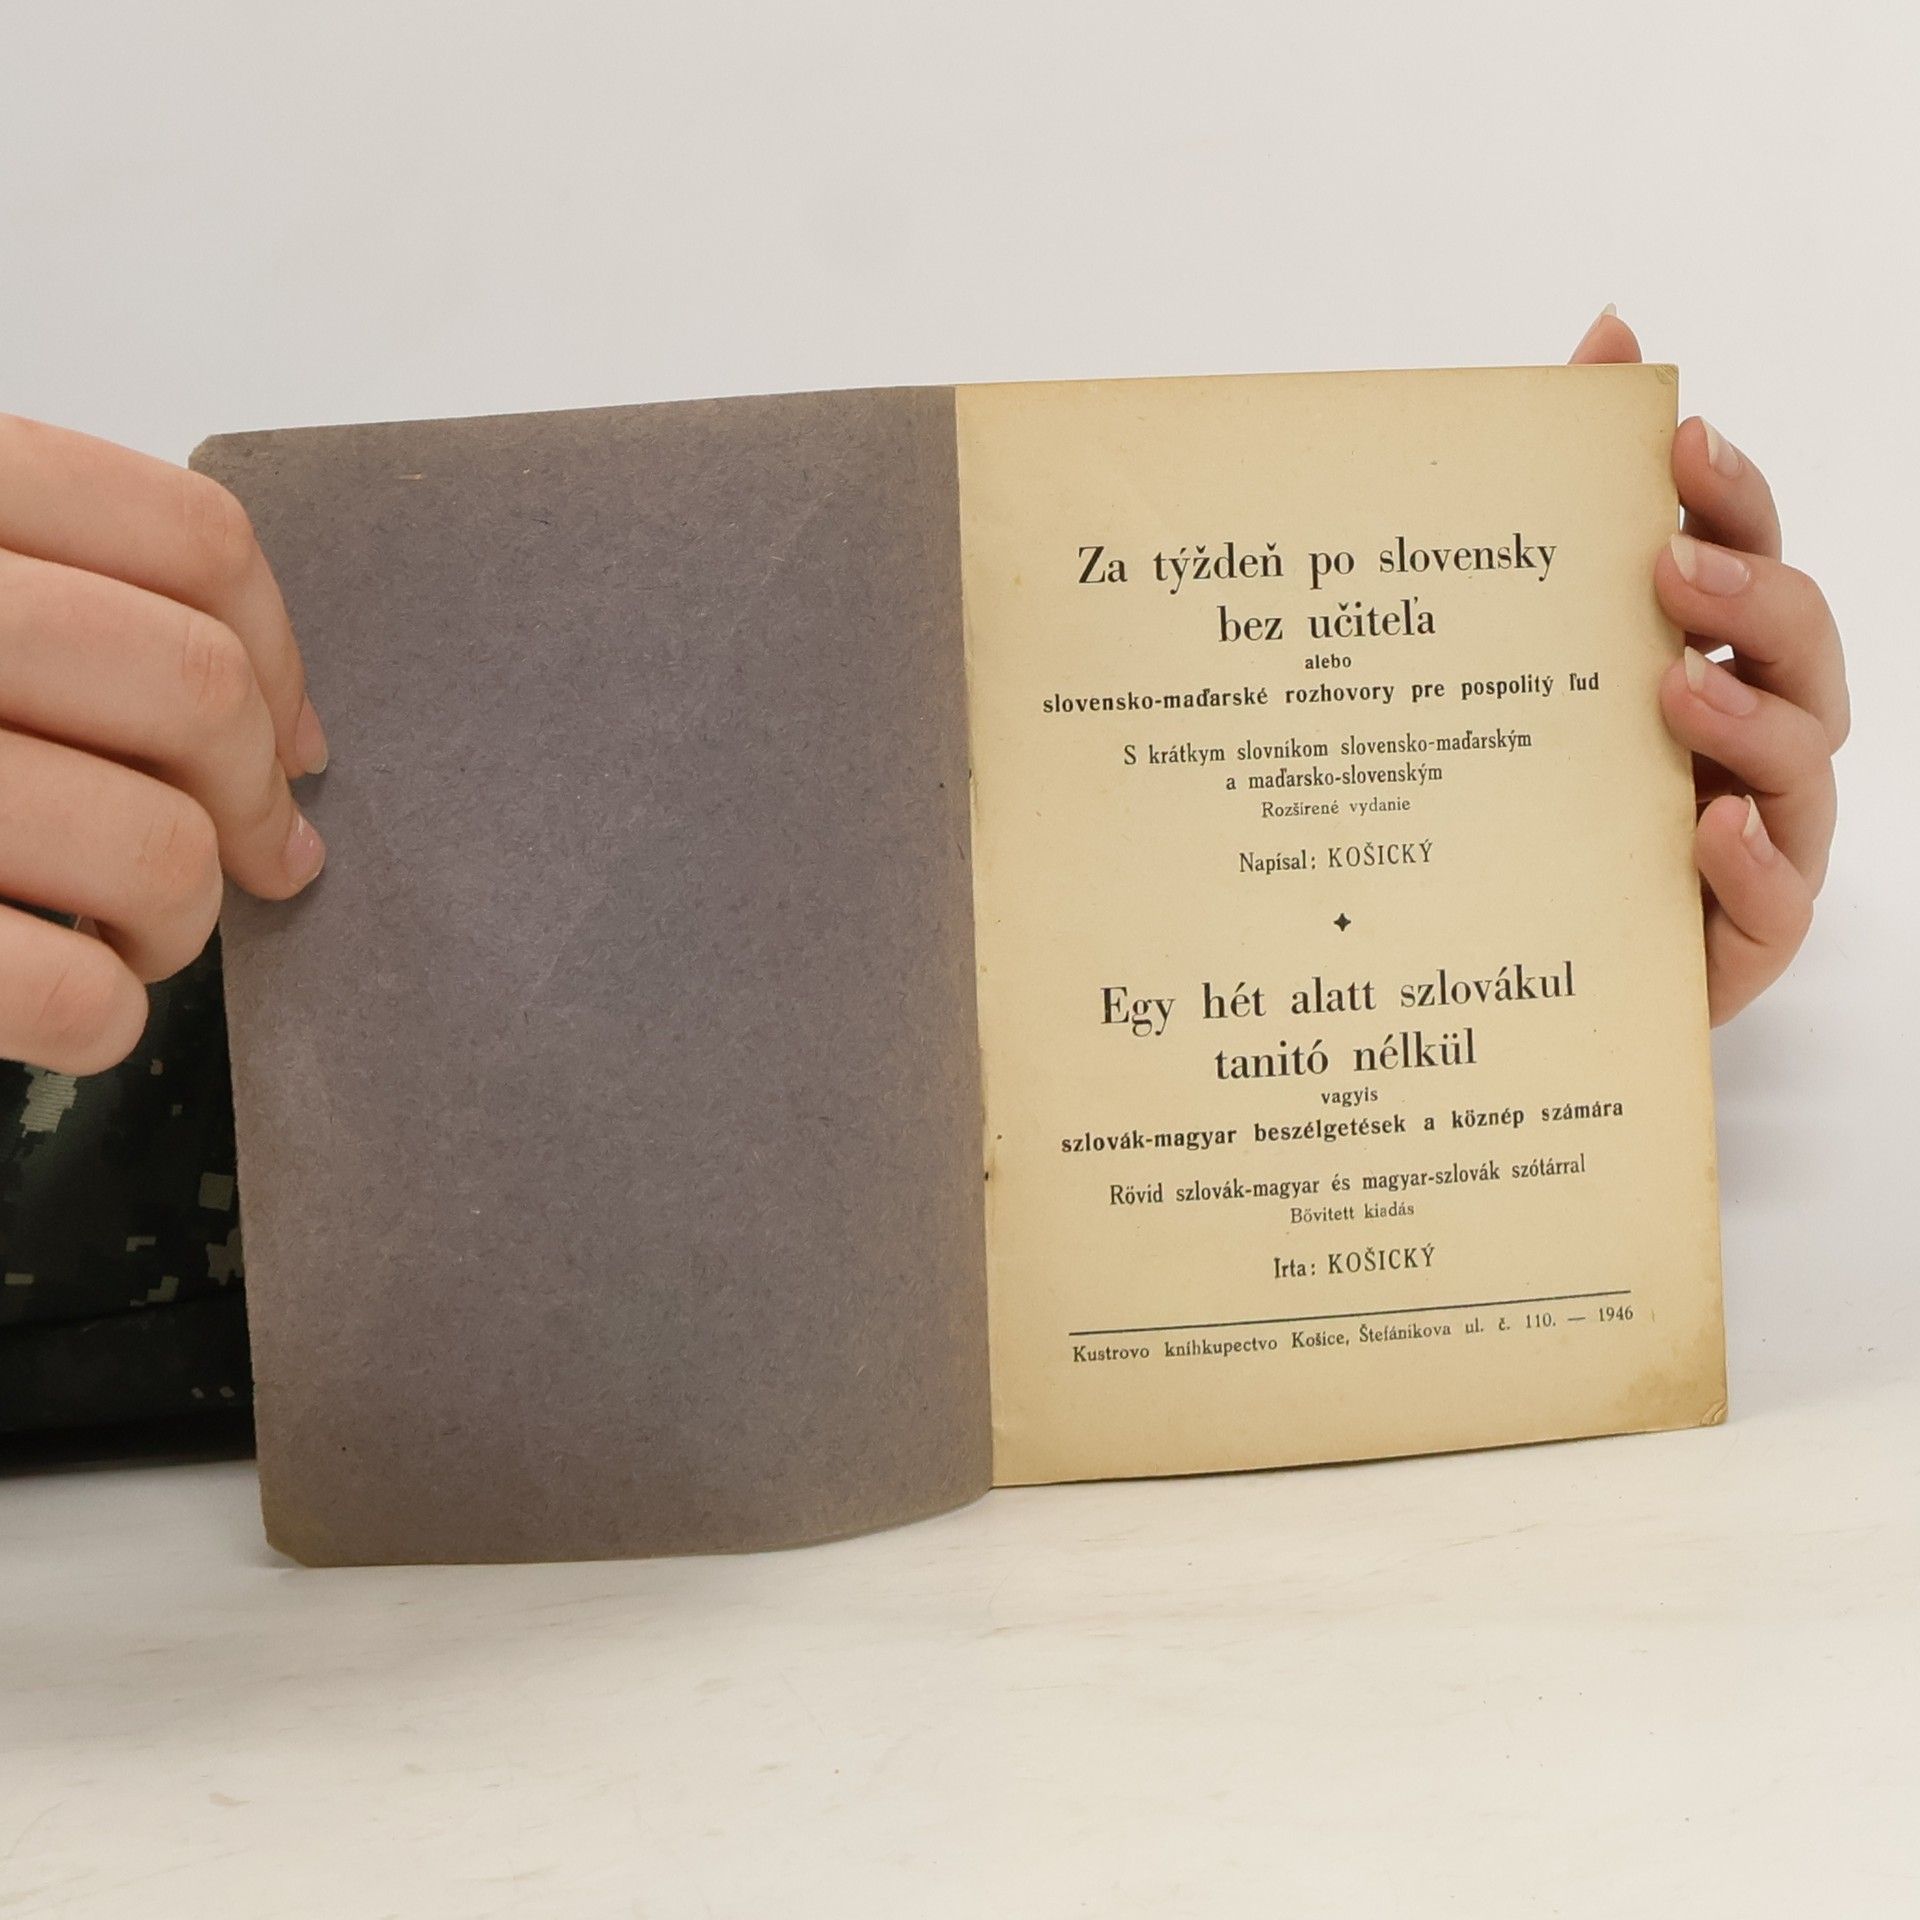 Za týždeň po slovensky
bez učiteľa
alebo
slovensko-maďarské rozhovory pre pospolitý ľud
S krátkym slovníkom slovensko-maďarským
a maďarsko-slovenským
Rozšírené vydanie
Napísal: KOŠICKÝ
Egy hét alatt szlovákul
tanitó nélkül
vagyis
szlovák-magyar beszélgetések a köznép számára
Rövid szlovák-magyar és magyar-szlovák szótárral
Bövitett kiadás
Irta: KOŠICKÝ
Kustrovo kníhkupectvo Košice, Štefánikova ul. č. 110. — 1946